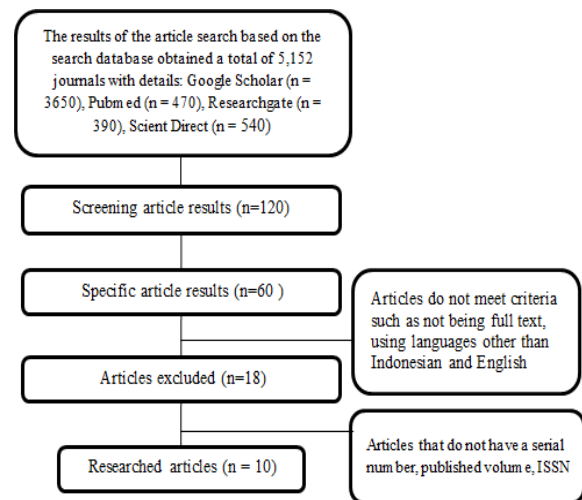 The results of the article search based on the
search database obtained a total of 5,152
journals with details: Google Scholar (n =
3650), Pubmed (n = 470), Researchgate (n =
390), Scient Direct (n = 540)
Screening article results (n=120)
Specific article results (n=60 )
Articles do not meet criteria
such as not being full text,
using languages other than
Indonesian and English
Articles excluded (n=18)
Articles that do not have a serial
number, published volume, ISSN
Researched articles (n = 10)